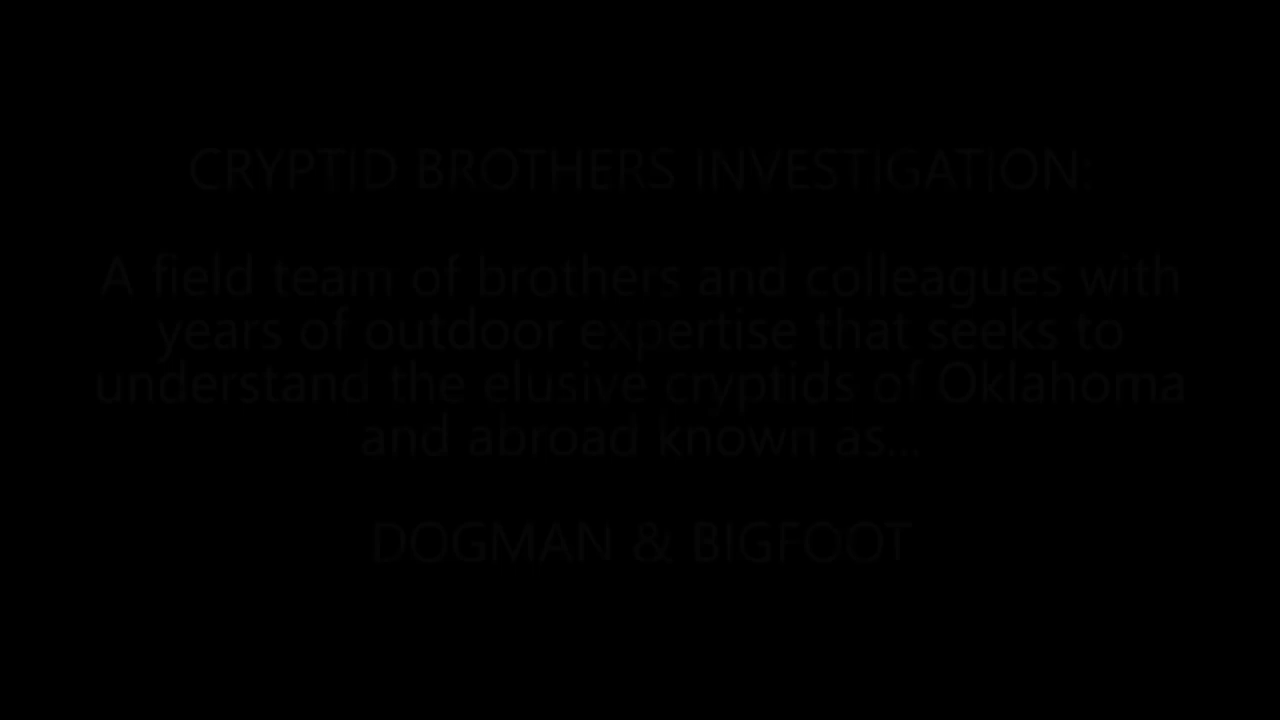 CRYPTID BROTHERS INVESTIGATION:
A field team of brothers and colleagues with
years of outdoor expertise that seeks to
understand the elusive cryptids of Oklahoma
and abroad known as...
DOGMAN & BIGFOOT